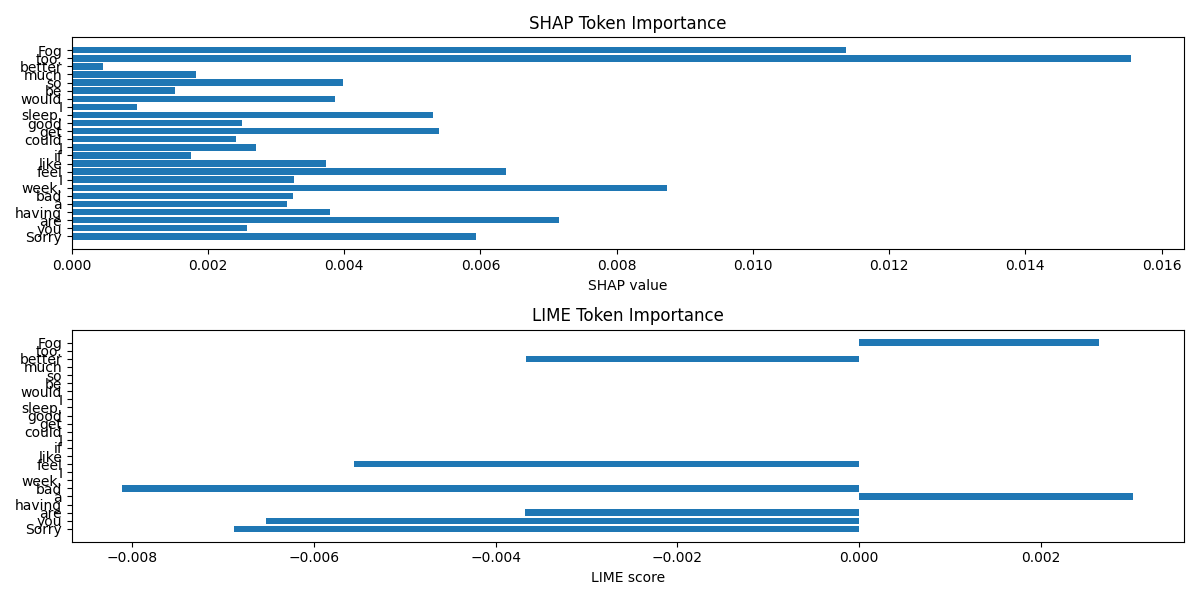 SHAP Token Importance
Fog
too.
better
much
so
be
would
I
sleep,
good
get
could
I
if
like
feel
I
week.
bad
a
having
are
you
Sorry
0.000 0.002 0.004 0.006 0.008 0.010 0.012 0.014 0.016
SHAP value
LIME Token Importance
Fog
too.
better
much
so
be
would
I
sleep,
good
get
could
I
if
like
feel
I
week.
bad
a
having
are
you
Sorry
−0.008 −0.006 −0.004 −0.002 0.000 0.002
LIME score